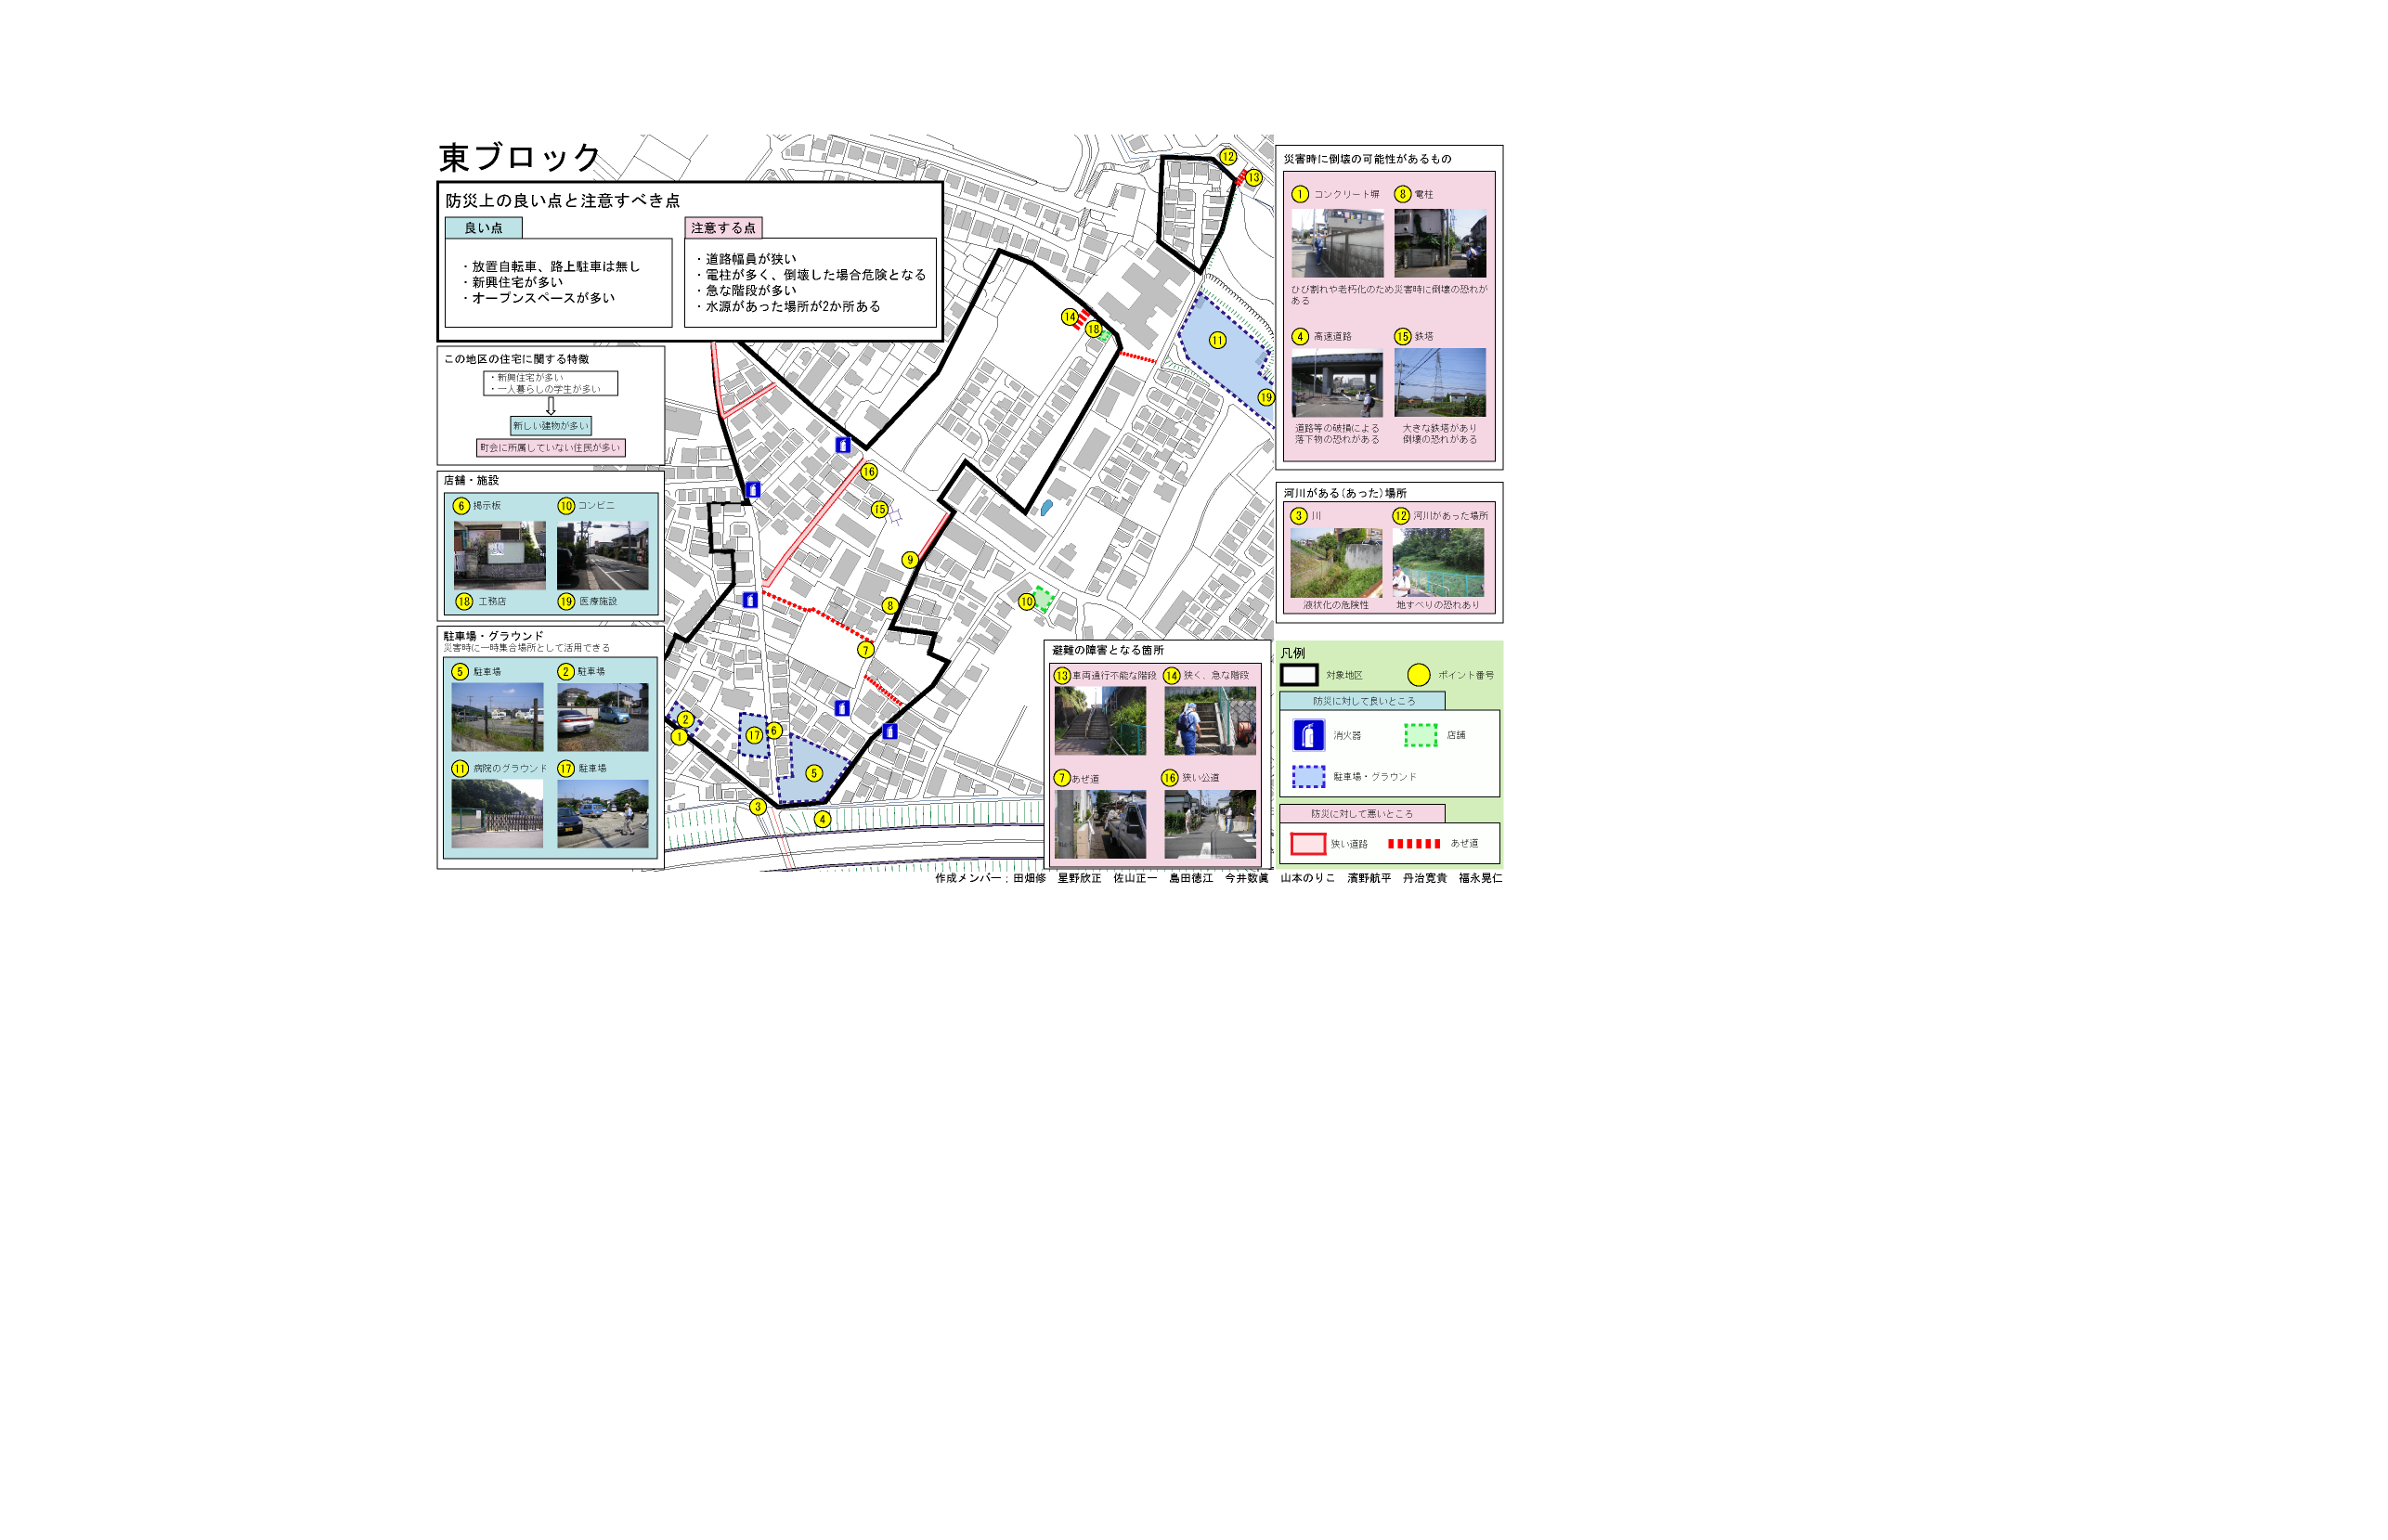 東ブロック
防災上の良い点と注意すべき点
良い点
・放置自転車、路上駐車は無し
・新興住宅が多い
・オープンスペースが多い
注意する点
・道路幅員が狭い
・電柱が多く、倒壊した場合危険となる
・急な階段が多い
・水源があった場所が2か所ある
この地区の住宅に関する特徴
・新興住宅が多い
・一人暮らしの学生が多い
新しい建物が多い
町会に所属していない住民が多い
店舗・施設
6 掲示板
10 コンビニ
18 工務店
19 医療施設
駐車場・グラウンド
災害時に一時集合場所として活用できる
5 駐車場
2 駐車場
11 病院のグラウンド
17 駐車場
12
13
14
18
11
19
16
15
9
8
10
7
2
1
17
6
5
3
4
災害時に倒壊の可能性があるもの
1 コンクリート塀
8 電柱
ひび割れや老朽化のため災害時に倒壊の恐れが
ある
4 高速道路
15 鉄塔
道路等の破損による
落下物の恐れがある
大きな鉄塔があり
倒壊の恐れがある
河川がある(あった)場所
3 川
12 河川があった場所
液状化の危険性
地すべりの恐れあり
避難の障害となる箇所
13 車両通行不能な階段
14 狭く、急な階段
7 あぜ道
16 狭い公道
凡例
対象地区
ポイント番号
防災に対して良いところ
消火器
店舗
駐車場・グラウンド
防災に対して悪いところ
狭い道路
あぜ道
作成メンバー：田畑修　星野欣正　佐山正一　島田徳江　今井数眞　山本のりこ　濱野航平　丹治寛貴　福永晃仁